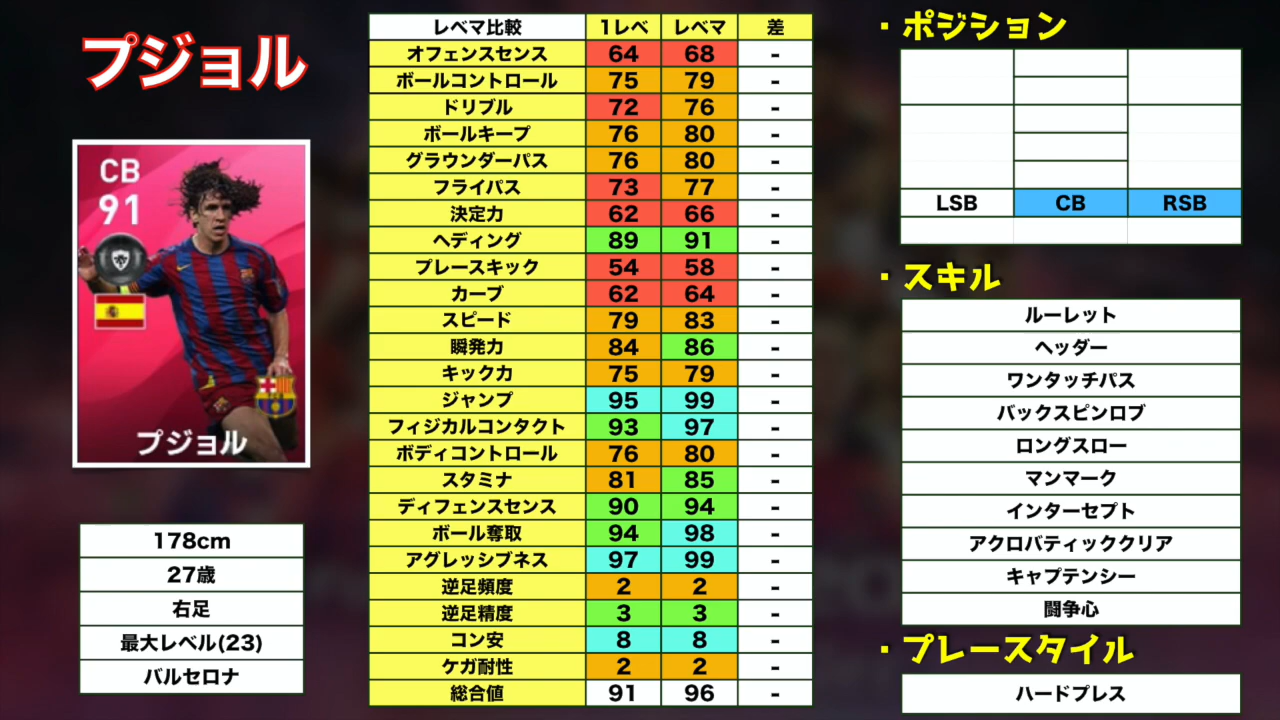 プジョル
CB
91
プジョル
178cm
27歳
右足
最大レベル(23)
バルセロナ
レベマ比較 1レベ レベマ 差
オフェンスセンス 64 68 -
ボールコントロール 75 79 -
ドリブル 72 76 -
ボールキープ 76 80 -
グラウンダーパス 76 80 -
フライパス 73 77 -
決定力 62 66 -
ヘディング 89 91 -
プレースキック 54 58 -
カーブ 62 64 -
スピード 79 83 -
瞬発力 84 86 -
キック力 75 79 -
ジャンプ 95 99 -
フィジカルコンタクト 93 97 -
ボディコントロール 76 80 -
スタミナ 81 85 -
ディフェンスセンス 90 94 -
ボール奪取 94 98 -
アグレッシブネス 97 99 -
逆足頻度 2 2 -
逆足精度 3 3 -
コン安 8 8 -
ケガ耐性 2 2 -
総合値 91 96 -
・ポジション
LSB CB RSB
・スキル
ルーレット
ヘッダー
ワンタッチパス
バックスピンロブ
ロングスロー
マンマーク
インターセプト
アクロバティッククリア
キャプテンシー
闘争心
・プレースタイル
ハードプレス